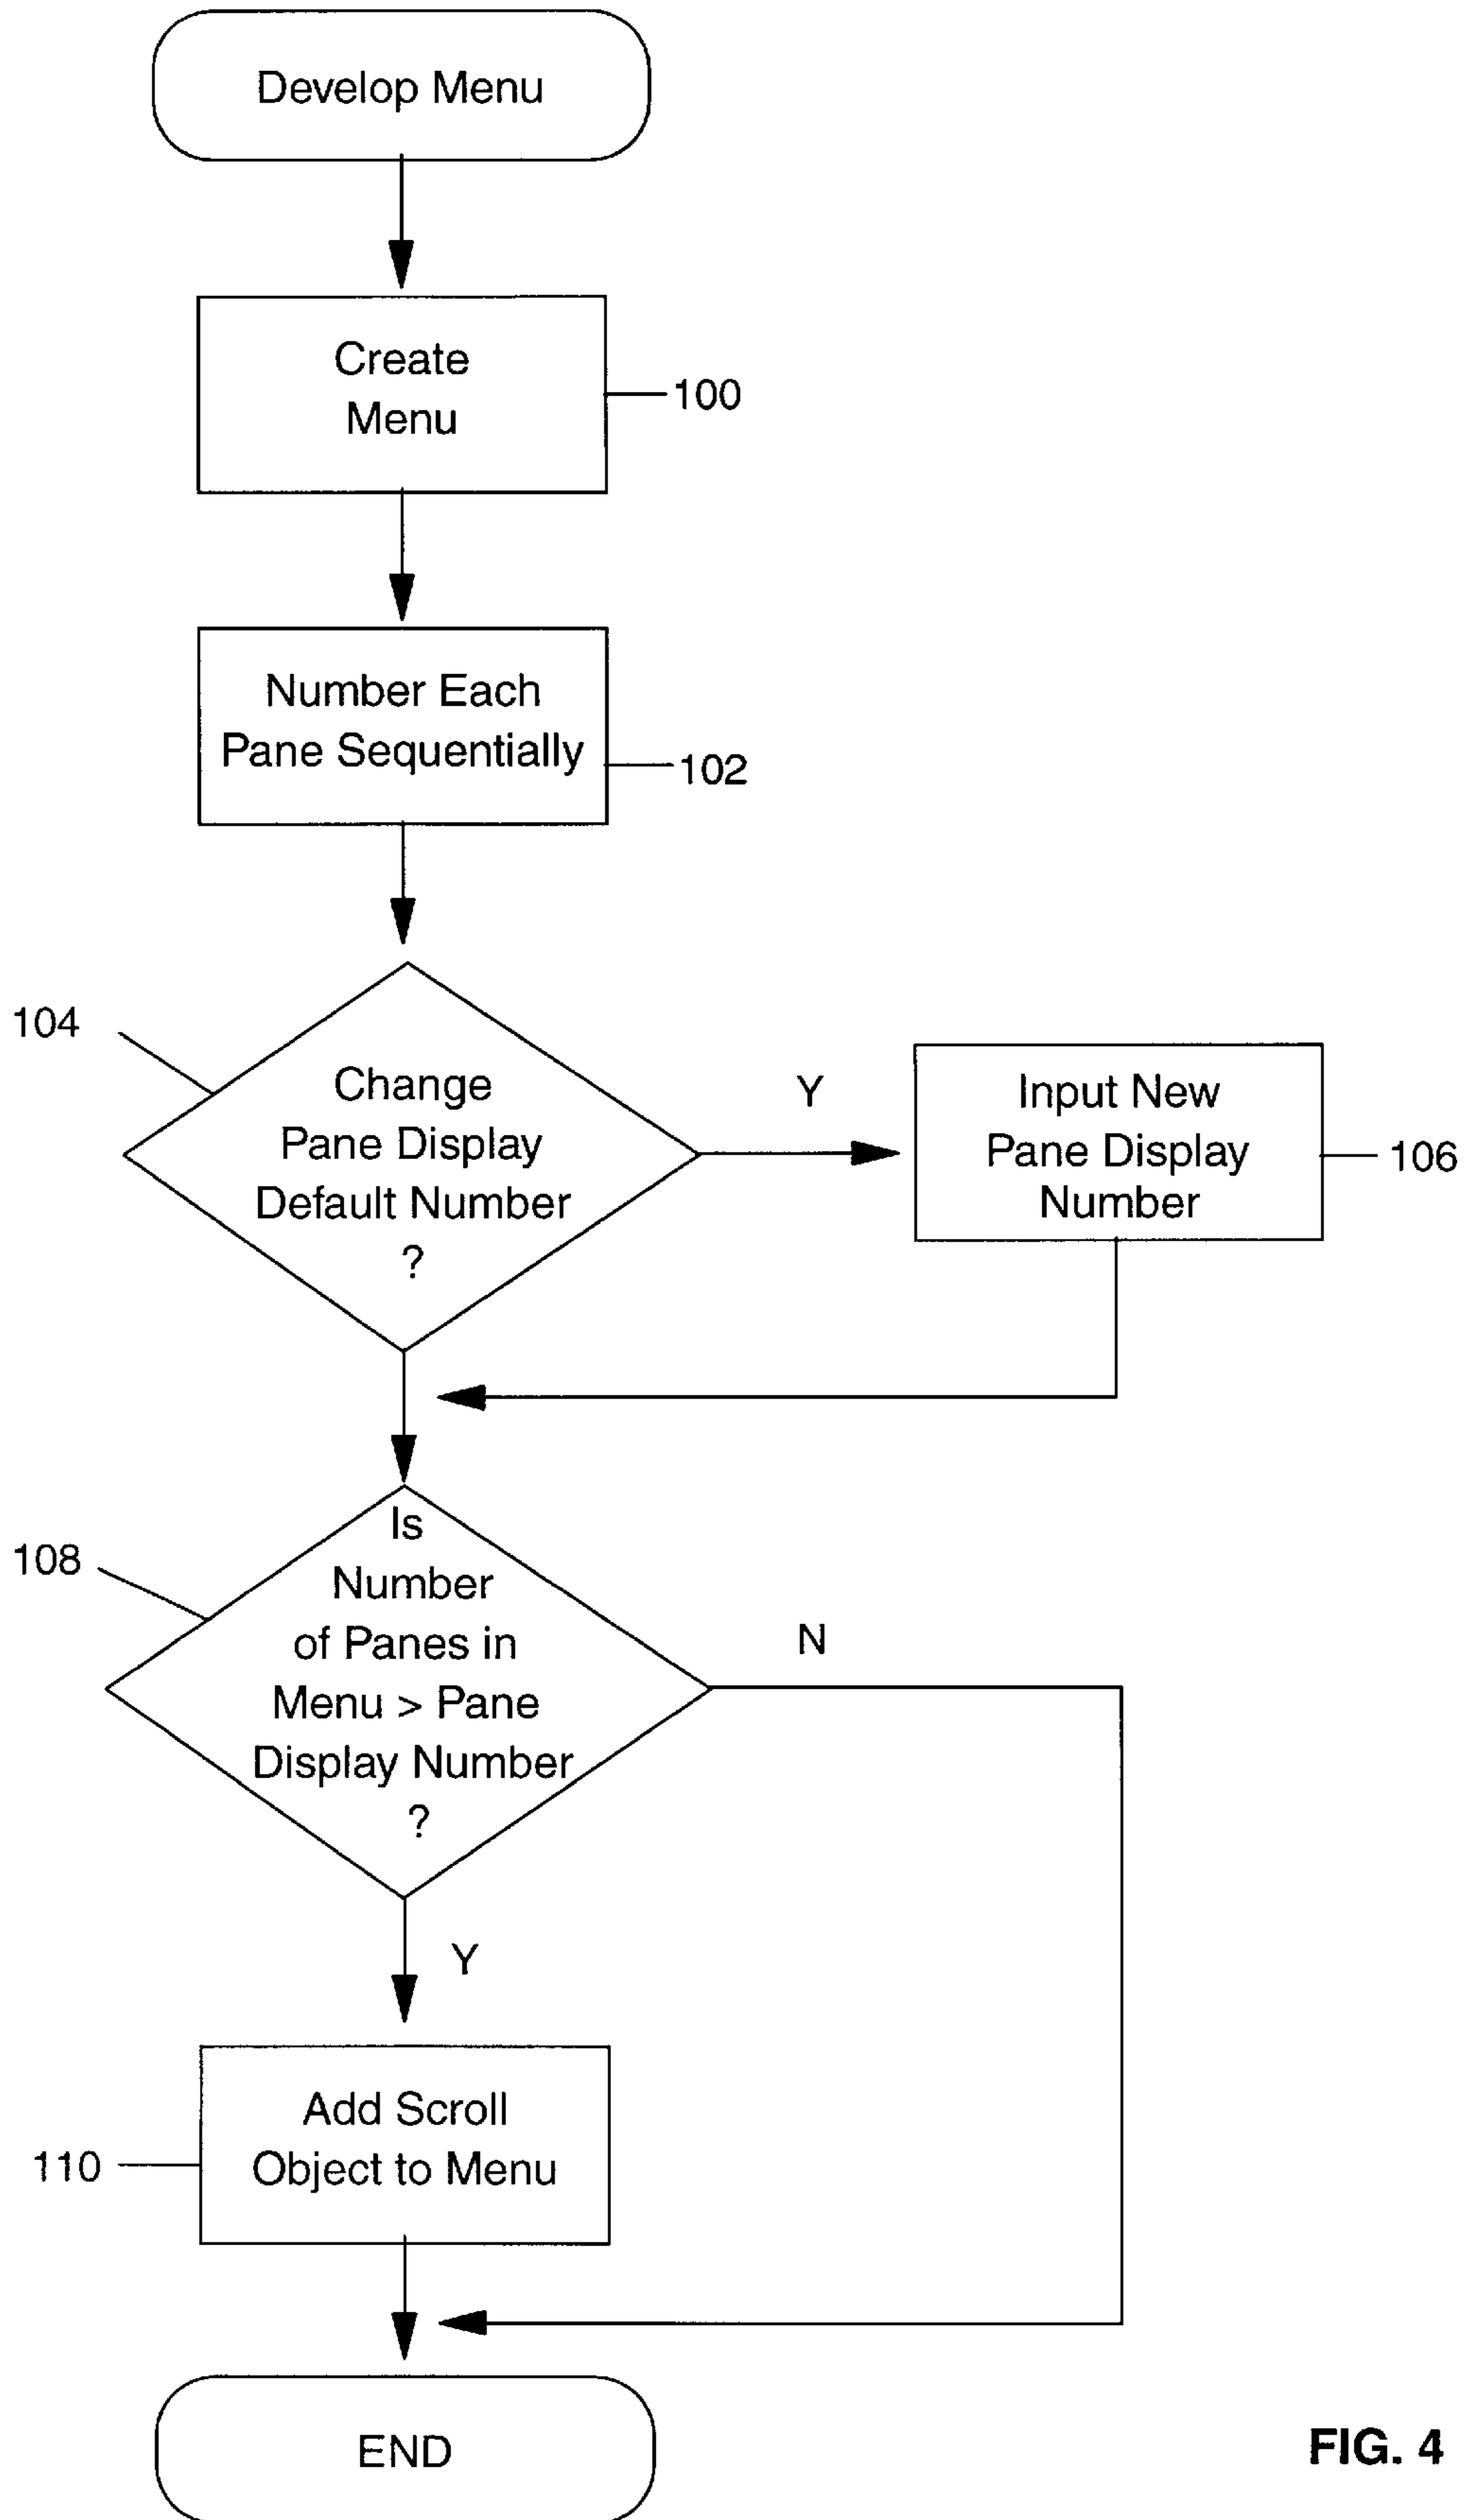 Develop Menu
Create
Menu
100
Number Each
Pane Sequentially
102
104
Change
Pane Display
Default Number
?
Y
Input New
Pane Display
Number
106
108
Is
Number
of Panes in
Menu > Pane
Display Number
?
N
Y
Add Scroll
Object to Menu
110
END
FIG. 4